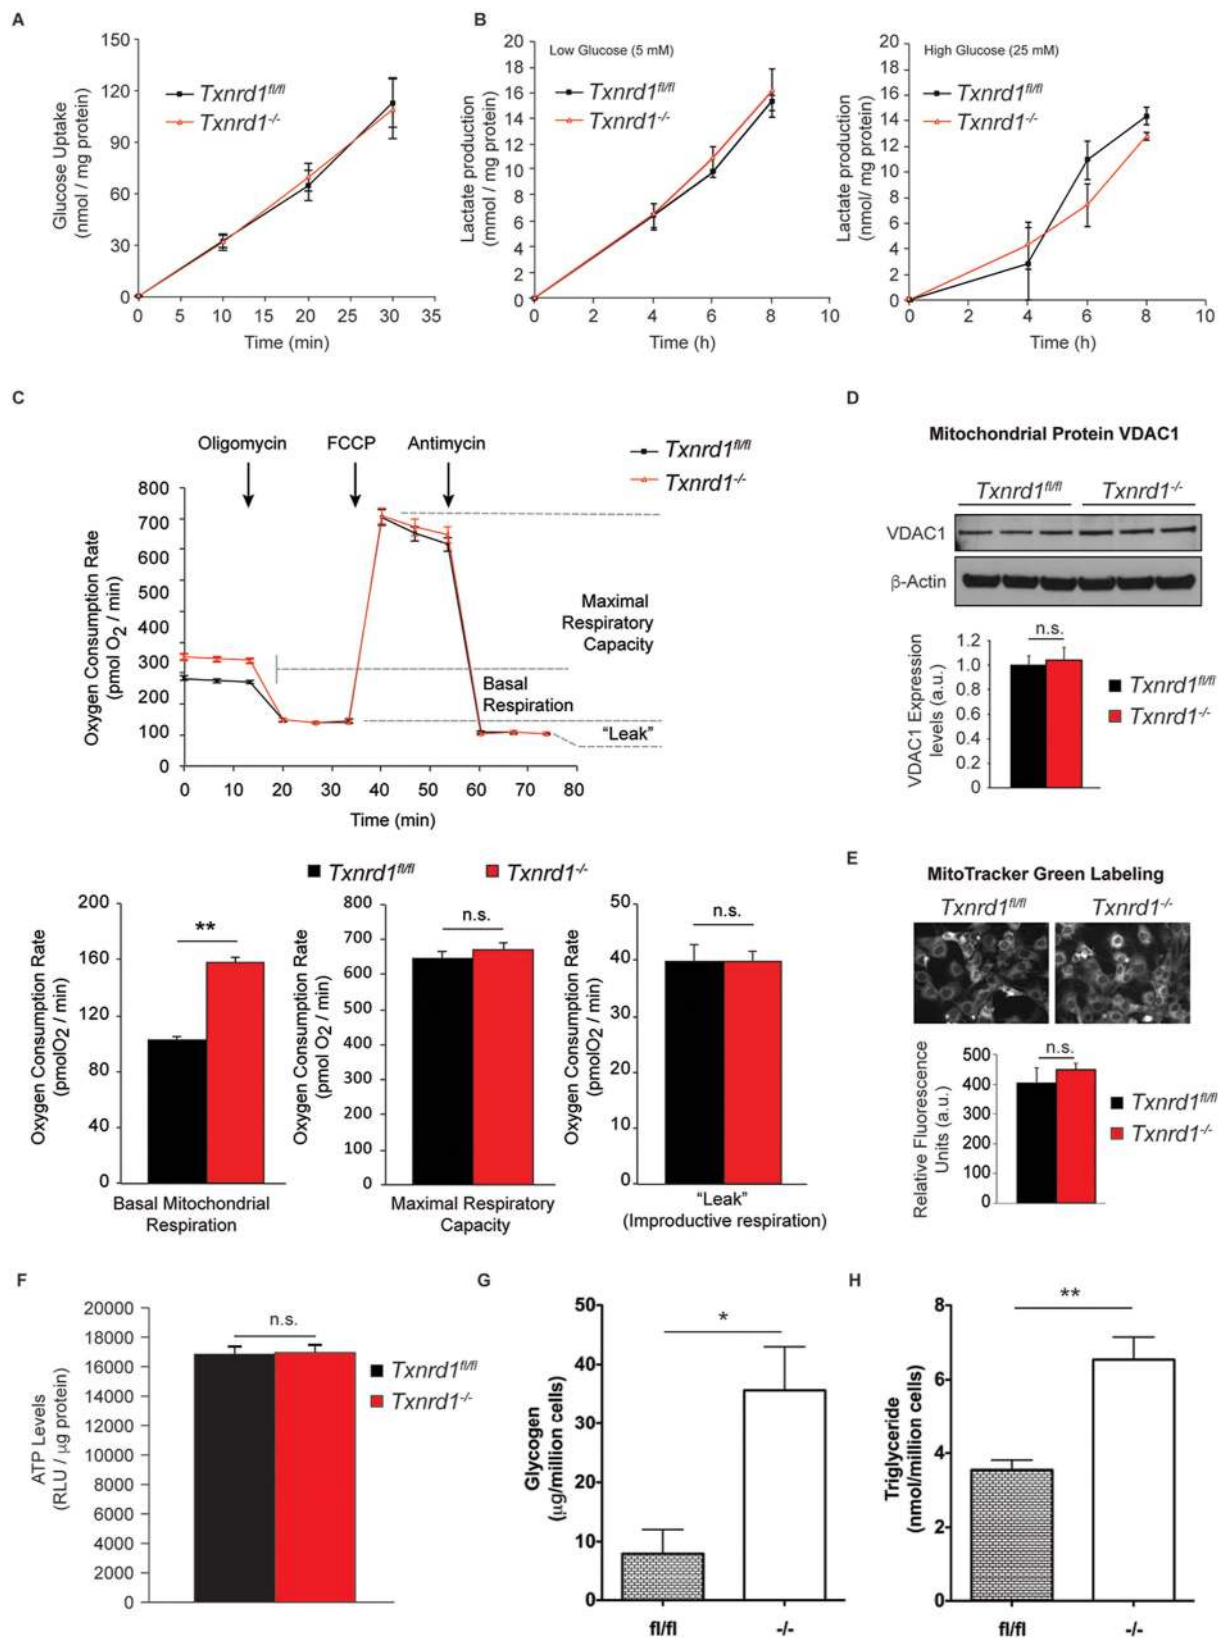 A
Glucose Uptake
(nmol / mg protein)
120
90
60
30
0
Txnrd1fl/fl
Txnrd1-/-
0 5 10 15 20 25 30 35
Time (min)
B
Low Glucose (5 mM)
Lactate production
(nmol/ mg protein)
20
18
16
14
12
10
8
6
4
2
0
Txnrd1fl/fl
Txnrd1-/-
0 2 4 6 8 10
Time (h)
High Glucose (25 mM)
Lactate production
(nmol/ mg protein)
20
18
16
14
12
10
8
6
4
2
0
Txnrd1fl/fl
Txnrd1-/-
0 2 4 6 8 10
Time (h)
C
Oligomycin FCCP Antimycin
Txnrd1fl/fl
Txnrd1-/-
Oxygen Consumption Rate
(pmol O2 / min)
800
700
600
500
400
300
200
100
0
Maximal
Respiratory
Capacity
Basal
Respiration
“Leak”
0 10 20 30 40 50 60 70 80
Time (min)
Txnrd1fl/fl Txnrd1-/-
Oxygen Consumption Rate
(pmolO2 / min)
200
160
120
80
40
0
**
Basal Mitochondrial
Respiration
Oxygen Consumption Rate
(pmol O2 / min)
800
700
600
500
400
300
200
100
0
n.s.
Maximal Respiratory
Capacity
Oxygen Consumption Rate
(pmolO2 / min)
50
40
30
20
10
0
n.s.
“Leak”
(Improductive respiration)
D
Mitochondrial Protein VDAC1
Txnrd1fl/fl Txnrd1-/-
VDAC1
β-Actin
VDAC1 Expression
levels (a.u.)
1.2
1.0
0.8
0.6
0.4
0.2
0
n.s.
Txnrd1fl/fl
Txnrd1-/-
E
MitoTracker Green Labeling
Txnrd1fl/fl Txnrd1-/-
Relative Fluorescence
Units (a.u.)
500
400
300
200
100
0
n.s.
Txnrd1fl/fl
Txnrd1-/-
F
ATP Levels
(RLU / μg protein)
20000
18000
16000
14000
12000
10000
8000
6000
4000
2000
0
n.s.
Txnrd1fl/fl
Txnrd1-/-
G
Glycogen
(μg/million cells)
50
40
30
20
10
0
*
fl/fl -/-
H
Triglyceride
(nmol/million cells)
8
6
4
2
0
**
fl/fl -/-